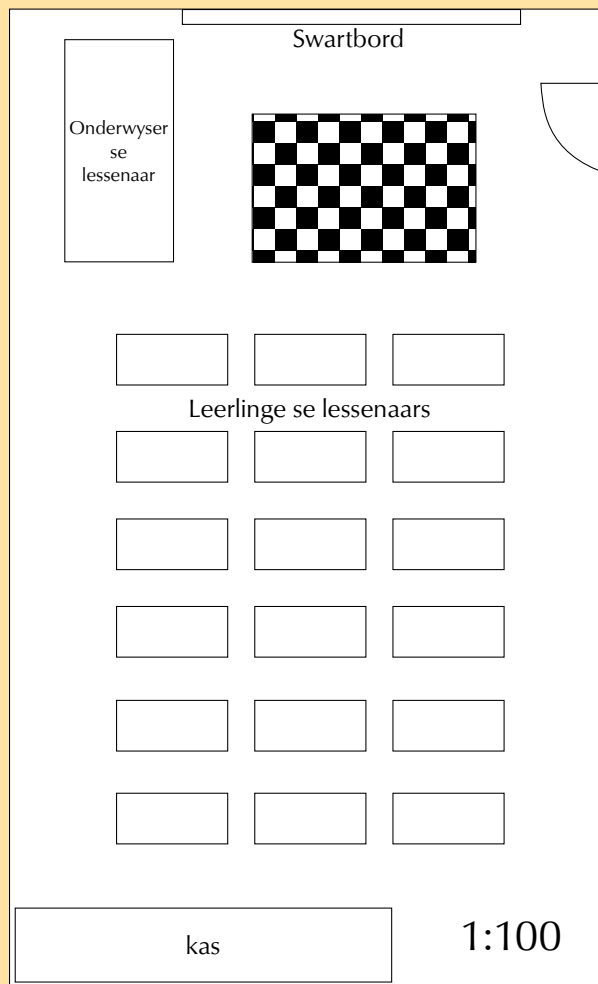 Swartbord
Onderwyser
se
lessenaar
Leerlinge se lessenaars
kas
1:100